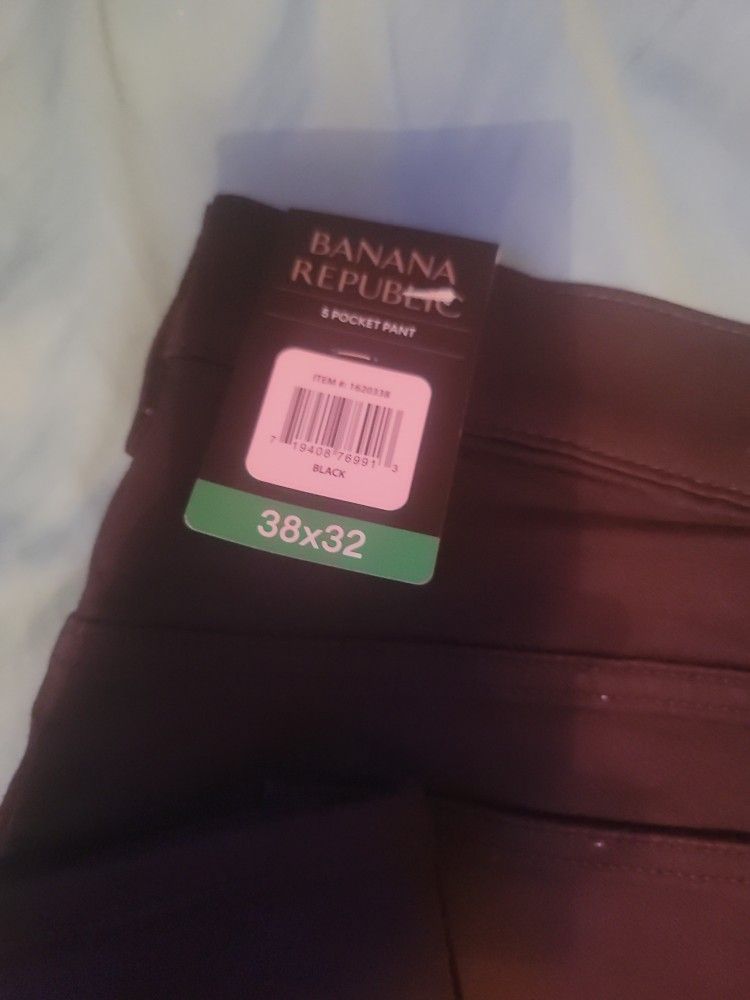 BANANA
REPUBLIC
5 POCKET PANT
ITEM #: 1620338
7 19408 76991 3
BLACK
38x32